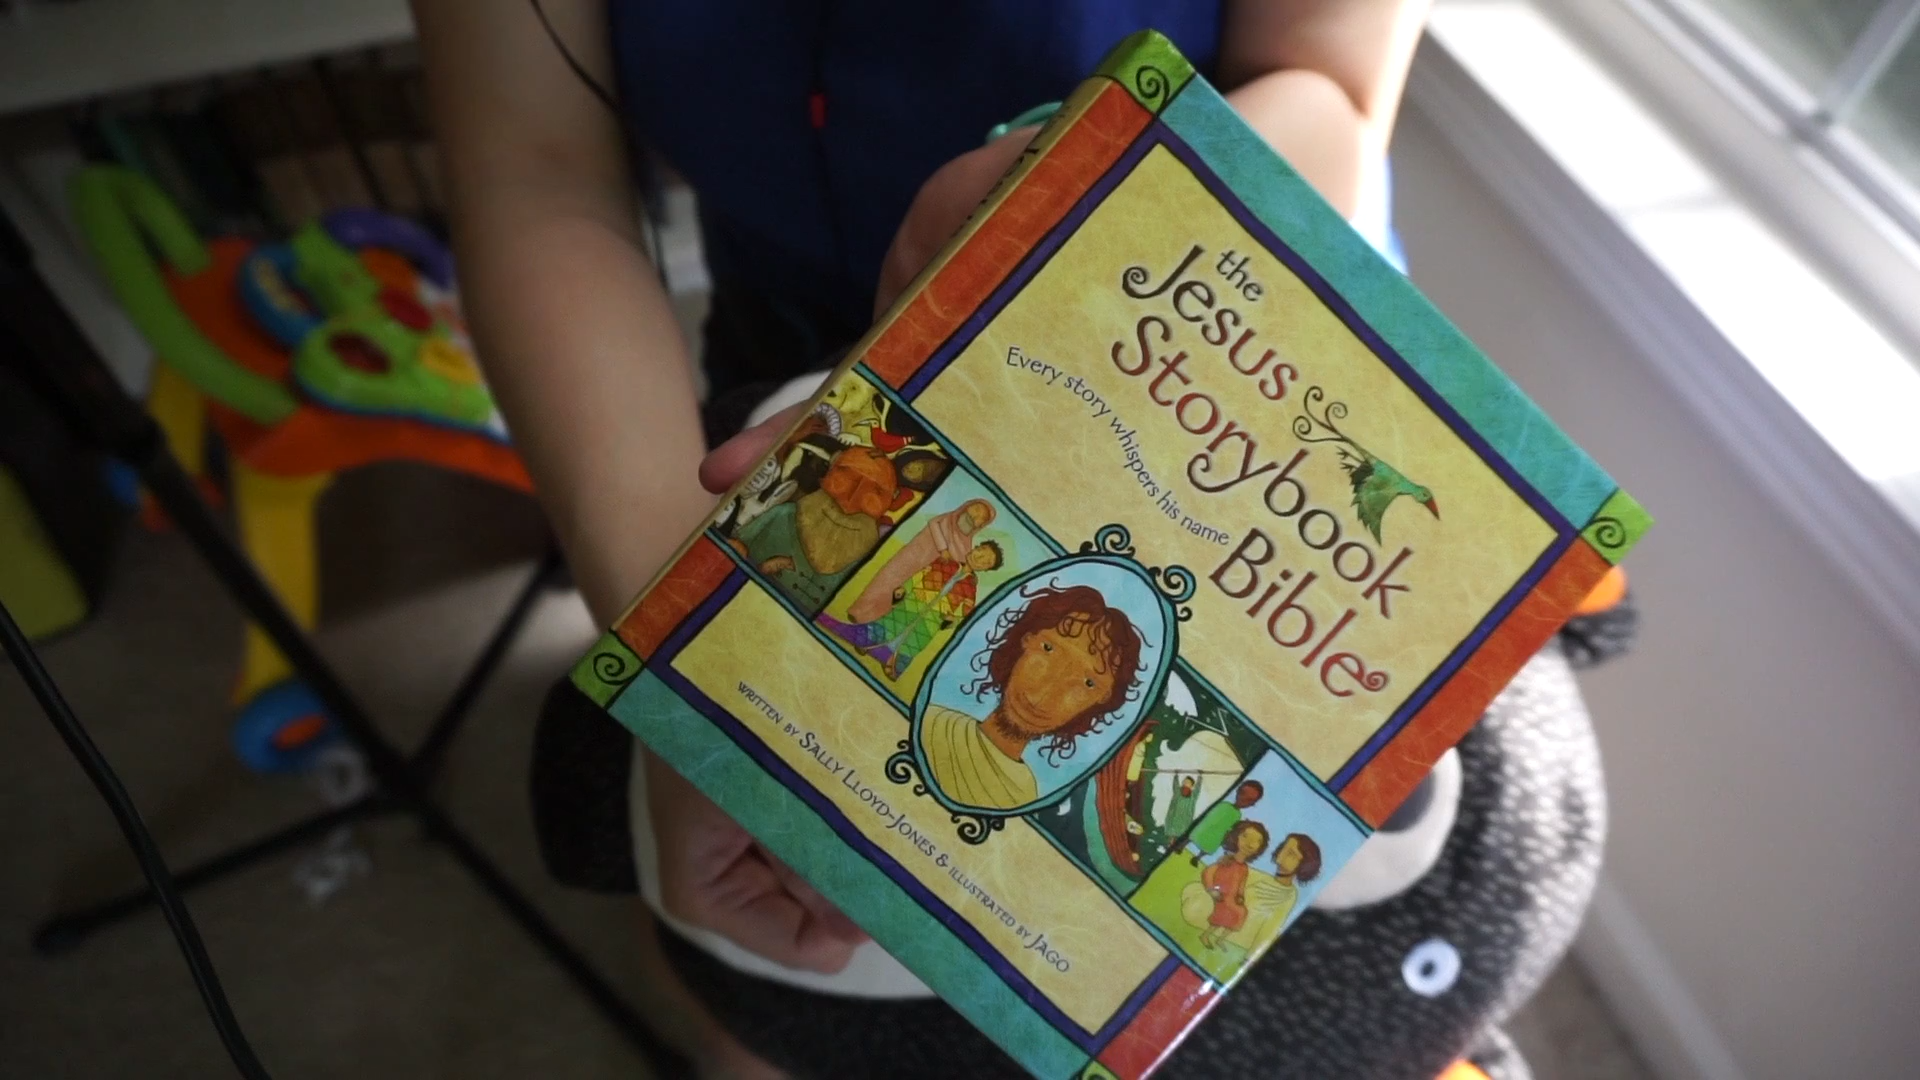 the
Jesus
Storybook
Bible
Every story whispers his name
WRITTEN BY SALLY LLOYD-JONES & ILLUSTRATED BY JAGO